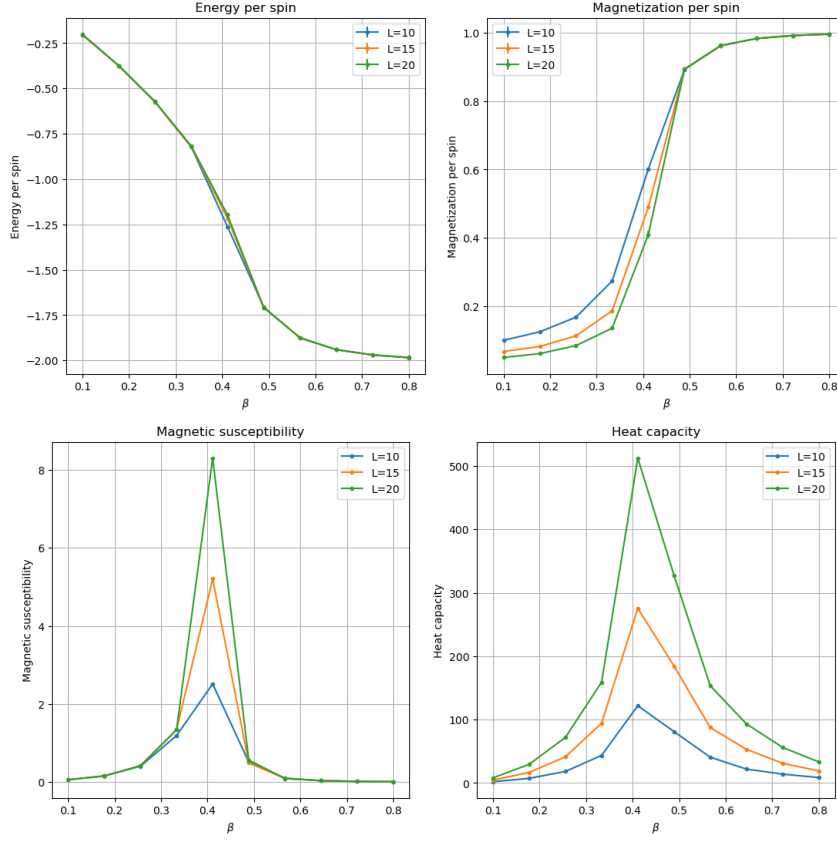 Energy per spin
Energy per spin
−0.25
−0.50
−0.75
−1.00
−1.25
−1.50
−1.75
−2.00
L=10
L=15
L=20
0.1 0.2 0.3 0.4 0.5 0.6 0.7 0.8
β
Magnetization per spin
Magnetization per spin
1.0
0.8
0.6
0.4
0.2
L=10
L=15
L=20
0.1 0.2 0.3 0.4 0.5 0.6 0.7 0.8
β
Magnetic susceptibility
Magnetic susceptibility
8
6
4
2
0
L=10
L=15
L=20
0.1 0.2 0.3 0.4 0.5 0.6 0.7 0.8
β
Heat capacity
Heat capacity
500
400
300
200
100
0
L=10
L=15
L=20
0.1 0.2 0.3 0.4 0.5 0.6 0.7 0.8
β